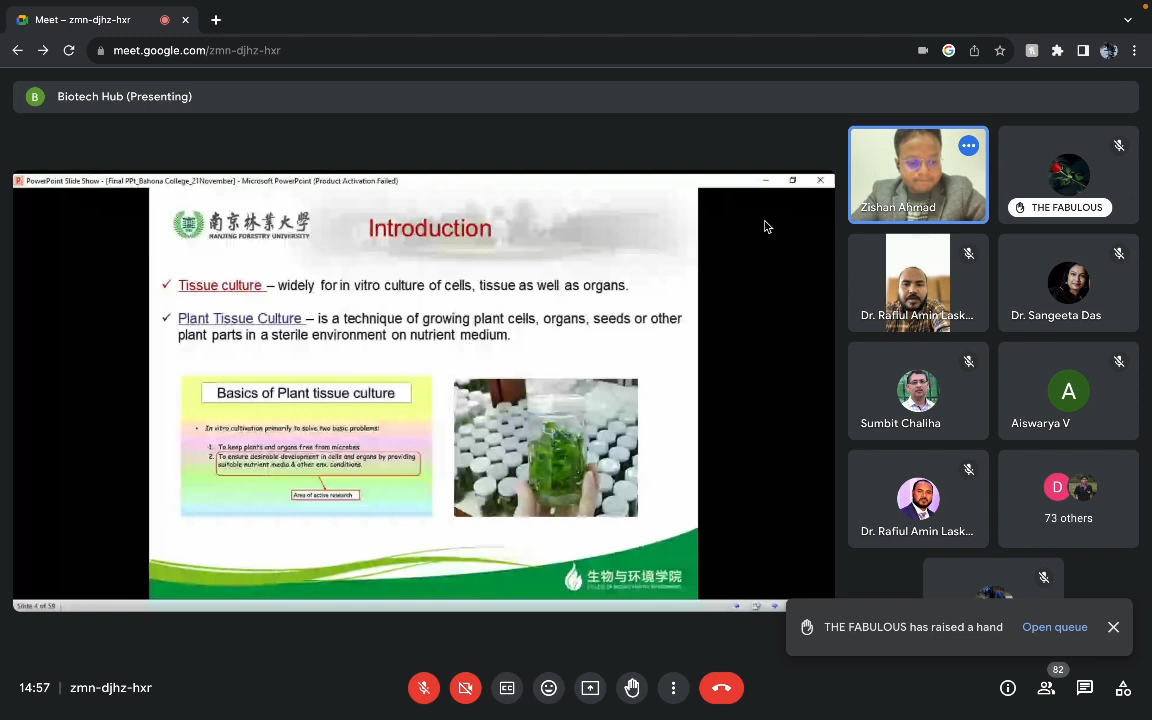 Meet – zmn-djhz-hxr
meet.google.com/zmn-djhz-hxr
B
Biotech Hub (Presenting)
PowerPoint Slide Show - [Final PPt_Bahona College_21November] - Microsoft PowerPoint (Product Activation Failed)
南京林業大學
NANJING FORESTRY UNIVERSITY
Introduction
✓ Tissue culture – widely for in vitro culture of cells, tissue as well as organs.
✓ Plant Tissue Culture – is a technique of growing plant cells, organs, seeds or other
plant parts in a sterile environment on nutrient medium.
Basics of Plant tissue culture
• In vitro cultivation primarily to solve two basic problems:
1. To keep plants and organs free from microbes
2. To ensure desirable development in cells and organs by providing
suitable nutrient media & other env. conditions.
Area of active research
生物与环境学院
Slide 4 of 59
Zishan Ahmad
THE FABULOUS
Dr. Rafiul Amin Lask...
Dr. Sangeeta Das
Sumbit Chaliha
A
Aiswarya V
Dr. Rafiul Amin Lask...
D
73 others
THE FABULOUS has raised a hand
Open queue
14:57 | zmn-djhz-hxr
82